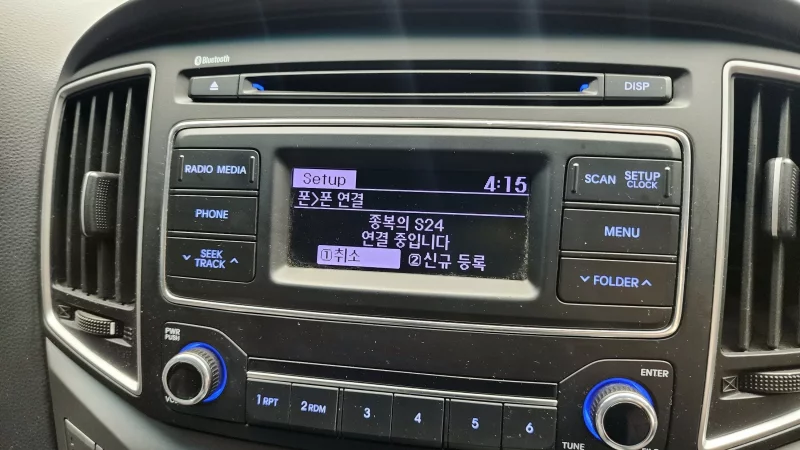 Bluetooth
DISP
RADIO MEDIA
PHONE
SEEK
TRACK
Setup 4:15
폰>폰 연결
종복의 S24
연결 중입니다
①취소 ②신규 등록
SCAN SETUP
CLOCK
MENU
FOLDER
PWR
PUSH
1 RPT
2 RDM
3
4
5
6
ENTER
TUNE